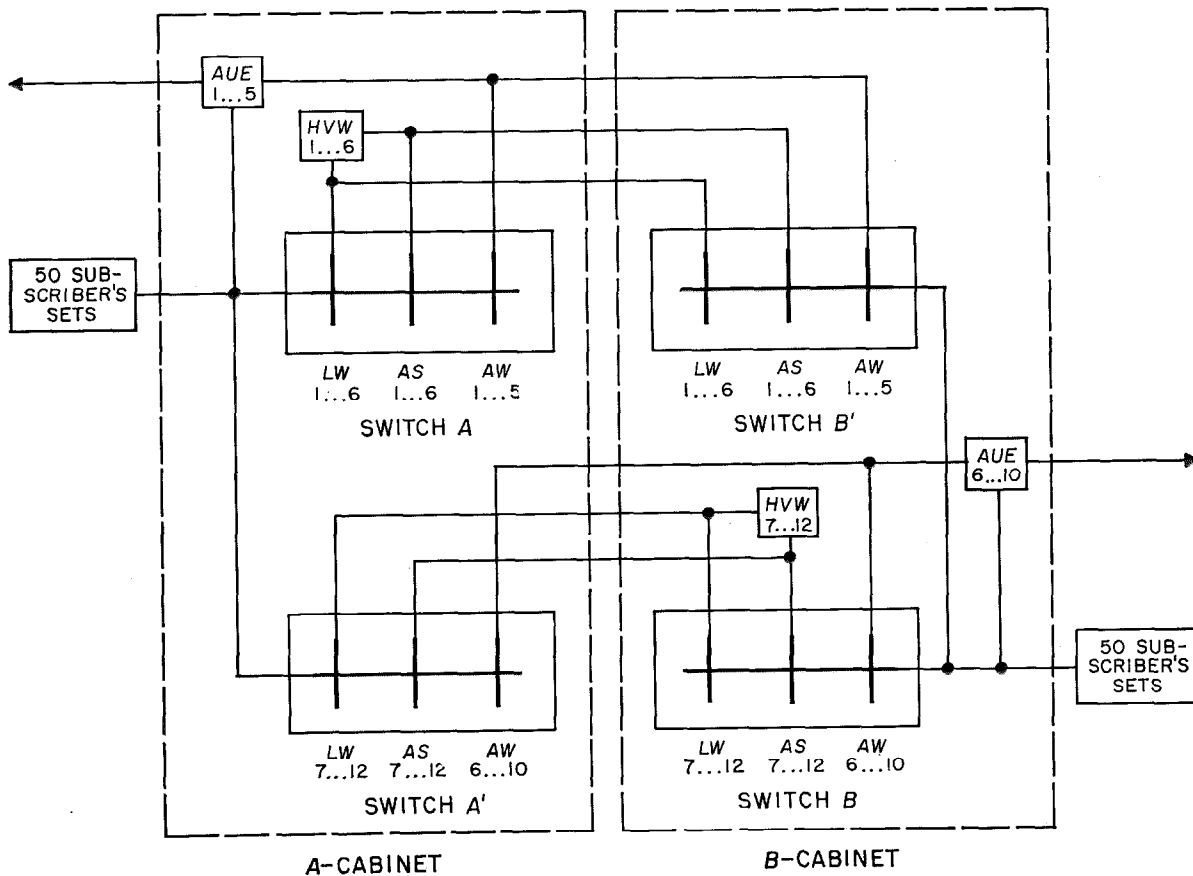 AUE
1...5
HVW
1...6
50 SUB-
SCRIBER'S
SETS
LW AS AW
1...6 1...6 1...5
SWITCH A
LW AS AW
1...6 1...6 1...5
SWITCH B'
AUE
6...10
HVW
7...12
50 SUB-
SCRIBER'S
SETS
LW AS AW
7...12 7...12 6...10
SWITCH A'
LW AS AW
7...12 7...12 6...10
SWITCH B
A-CABINET
B-CABINET